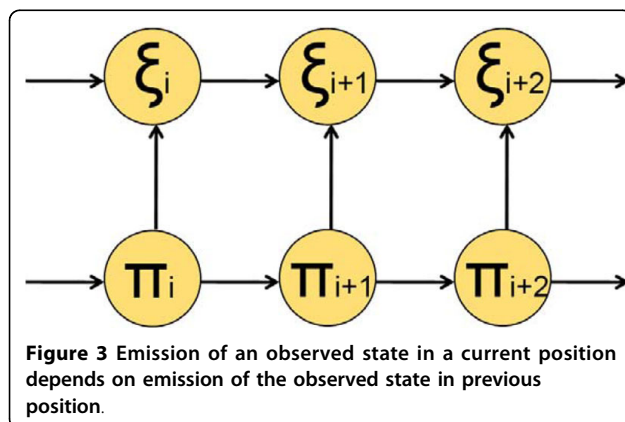 ξi ξi+1 ξi+2
πi πi+1 πi+2
Figure 3 Emission of an observed state in a current position
depends on emission of the observed state in previous
position.